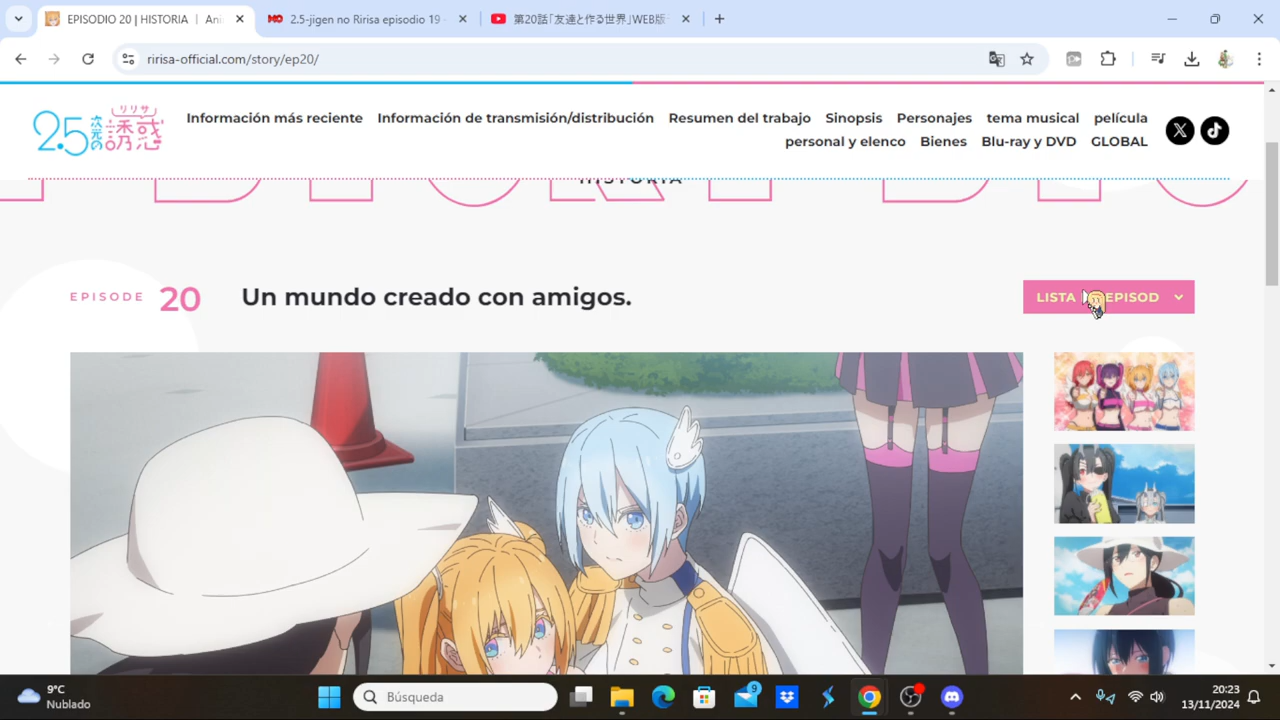 EPISODIO 20 | HISTORIA | Ani
2.5-jigen no Ririsa episodio 19
第20話「友達と作る世界」WEB版
ririsa-official.com/story/ep20/
リリサ
2.5次元の誘惑
Información más reciente
Información de transmisión/distribución
Resumen del trabajo
Sinopsis
Personajes
tema musical
película
personal y elenco
Bienes
Blu-ray y DVD
GLOBAL
HISTORIA
EPISODE 20
Un mundo creado con amigos.
LISTA EPISOD
9°C
Nublado
Búsqueda
9
20:23
13/11/2024